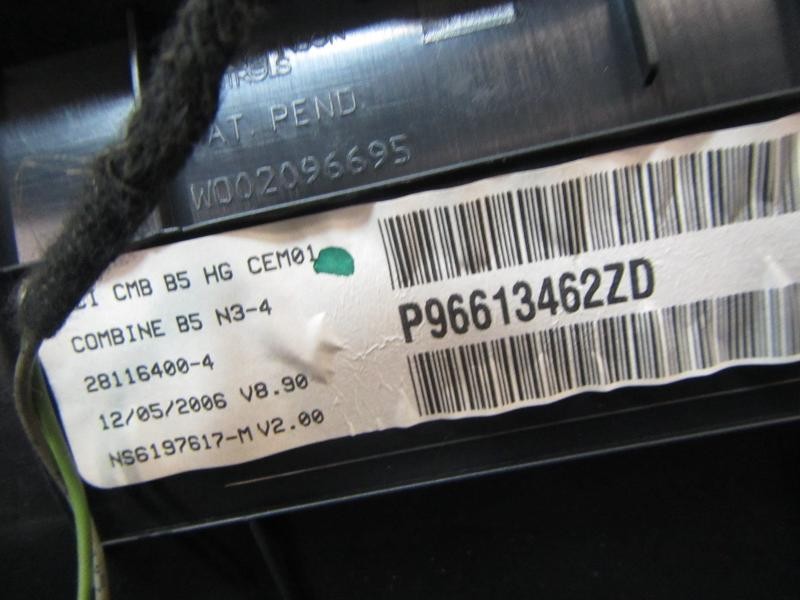 PEND.
W002096695
CMB B5 HG CEM01
COMBINE B5 N3-4
28116400-4
12/05/2006 V8.90
NS6197617-M V2.00
P96613462ZD